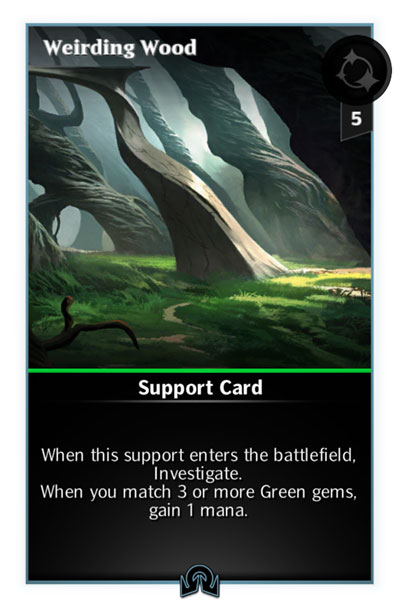 Weirding Wood
5
Support Card
When this support enters the battlefield,
Investigate.
When you match 3 or more Green gems,
gain 1 mana.